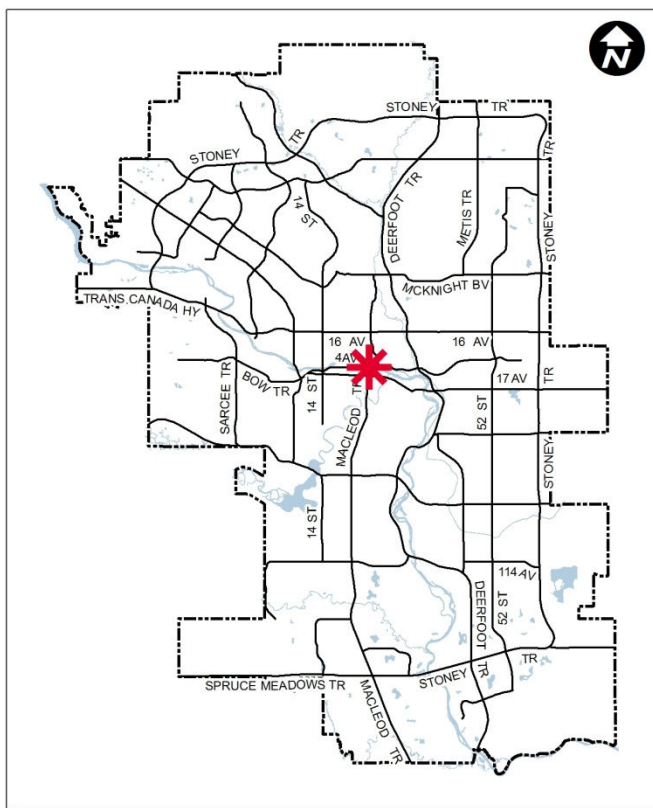 N
STONEY TR
STONEY TR
TR
14 ST
DEERFOOT TR
METIS TR
STONEY
MCKNIGHT BV
TRANS.CANADA HY
16 AV
16 AV
4AV
17 AV
TR
SARCEE TR
BOW TR
14 ST
MACLEOD TR
52 ST
STONEY
14 ST
114 AV
DEERFOOT TR
52 ST
STONEY TR
SPRUCE MEADOWS TR
MACLEOD TR